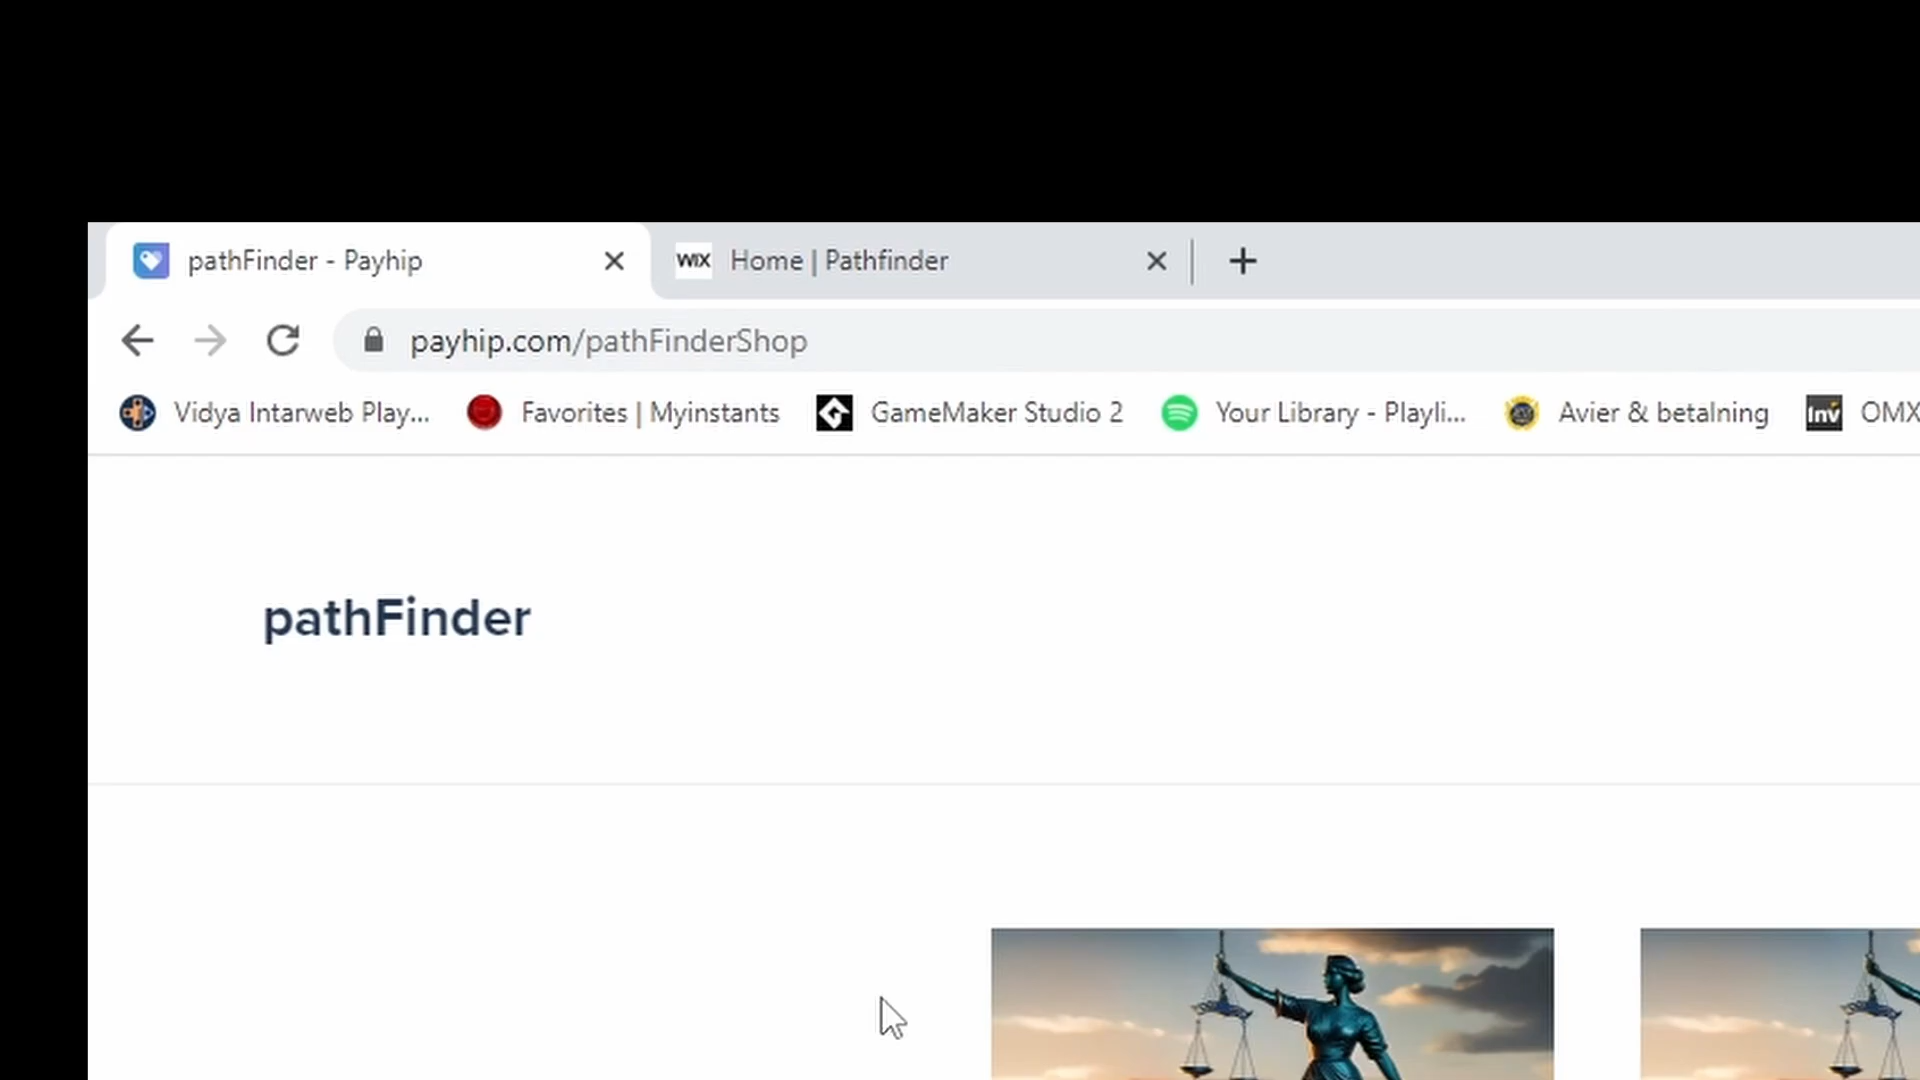 pathFinder - Payhip
WIX Home | Pathfinder
payhip.com/pathFinderShop
Vidya Intarweb Play... Favorites | Myinstants GameMaker Studio 2 Your Library - Playli... Avier & betalning Inv OMX
pathFinder